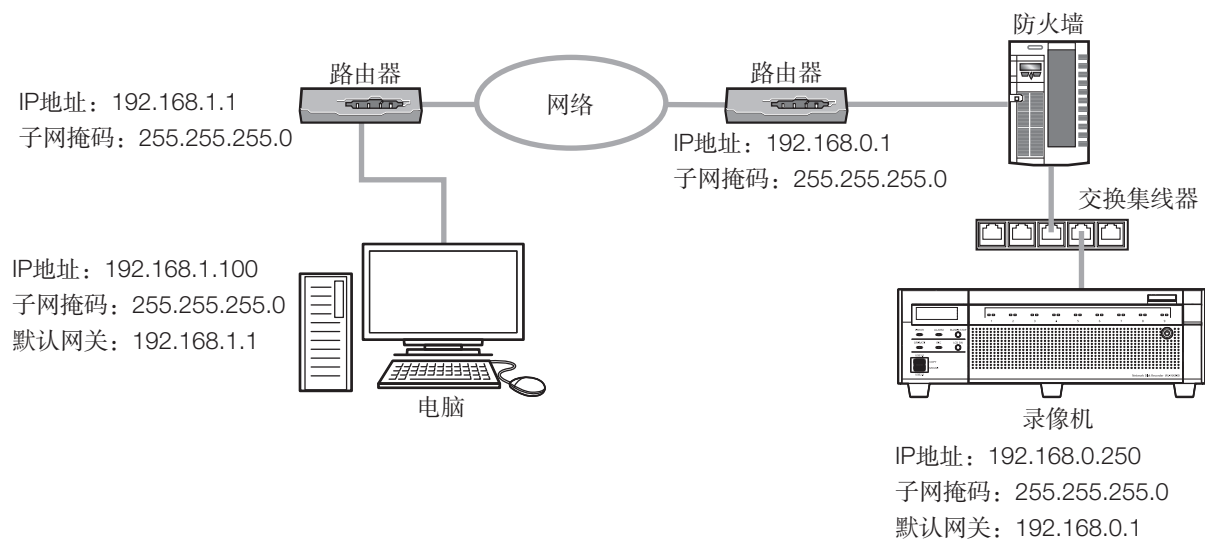 防火墙
路由器
网络
路由器
IP地址：192.168.1.1
子网掩码：255.255.255.0
IP地址：192.168.0.1
子网掩码：255.255.255.0
交换集线器
IP地址：192.168.1.100
子网掩码：255.255.255.0
默认网关：192.168.1.1
电脑
录像机
IP地址：192.168.0.250
子网掩码：255.255.255.0
默认网关：192.168.0.1